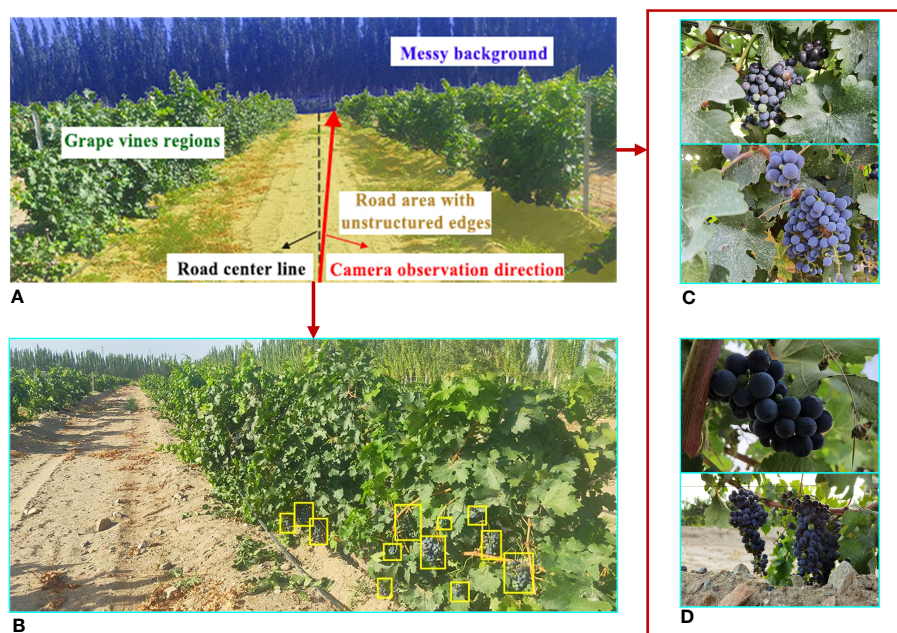 Messy background
Grape vines regions
Road area with
unstructured edges
Road center line
Camera observation direction
A
C
B
D